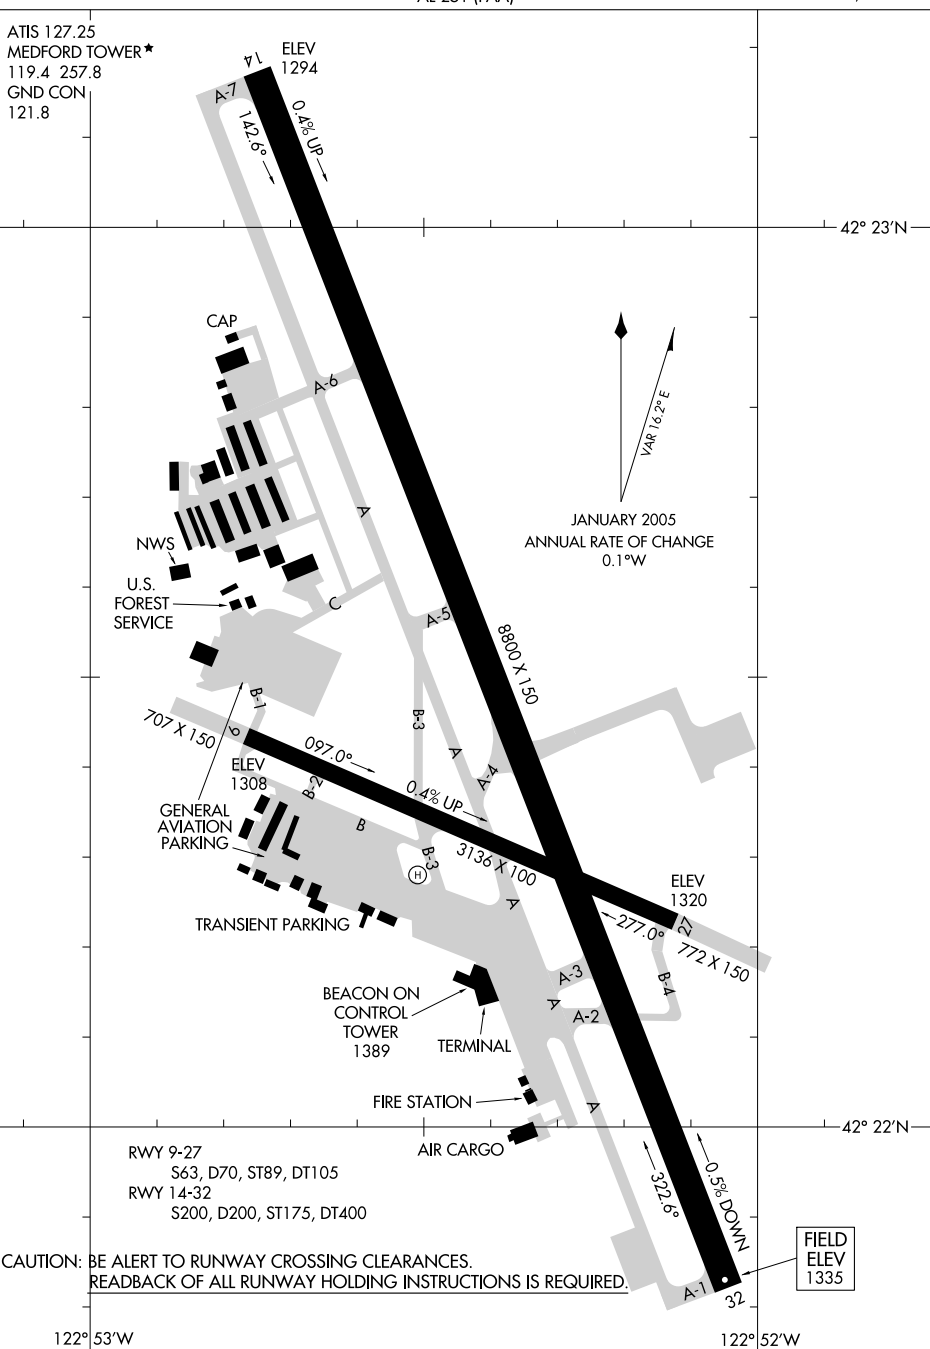 ATIS 127.25
MEDFORD TOWER★
119.4 257.8
GND CON
121.8
14
ELEV
1294
A-7
142.6°
0.4% UP
42° 23'N
CAP
A-6
VAR 16.2° E
A
JANUARY 2005
ANNUAL RATE OF CHANGE
0.1°W
NWS
U.S.
FOREST
SERVICE
C
A-5
8800 X 150
B-1
707 X 150
9
B-3
A
097.0°
A-4
ELEV
1308
B-2
0.4% UP
GENERAL
AVIATION
PARKING
B
B-3
3136 X 100
H
ELEV
1320
A
TRANSIENT PARKING
277.0°
27
772 X 150
A-3
B-4
BEACON ON
CONTROL
TOWER
1389
A
A-2
TERMINAL
FIRE STATION
A
AIR CARGO
42° 22'N
RWY 9-27
S63, D70, ST89, DT105
RWY 14-32
S200, D200, ST175, DT400
322.6°
0.5% DOWN
FIELD
ELEV
1335
CAUTION: BE ALERT TO RUNWAY CROSSING CLEARANCES.
READBACK OF ALL RUNWAY HOLDING INSTRUCTIONS IS REQUIRED.
A-1
32
122° 53'W
122° 52'W